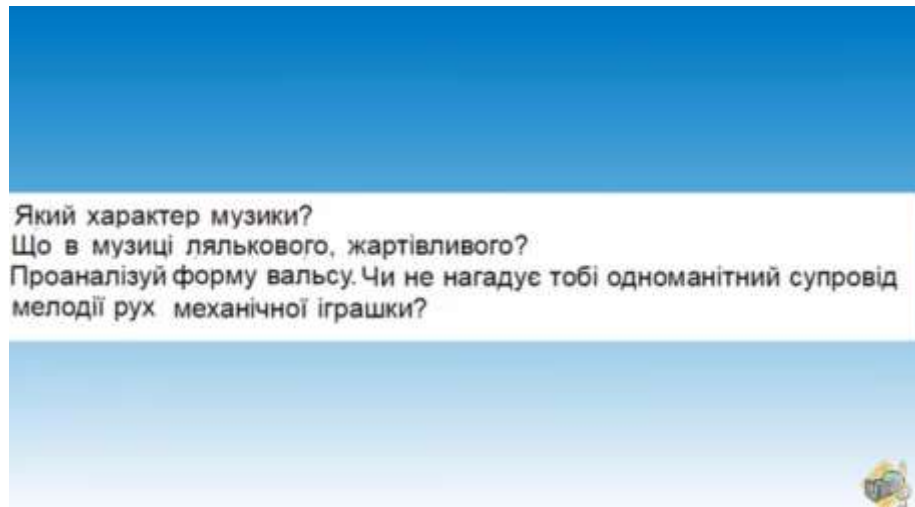 Який характер музики?
Що в музиці лялькового, жартівливого?
Проаналізуй форму вальсу. Чи не нагадує тобі одноманітний супровід
мелодії рух механічної іграшки?